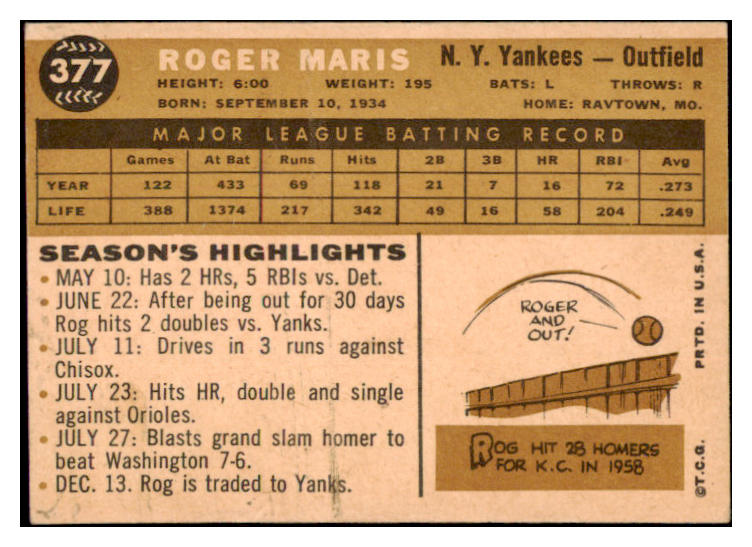 377
ROGER MARIS N. Y. Yankees — Outfield
HEIGHT: 6:00 WEIGHT: 195 BATS: L THROWS: R
BORN: SEPTEMBER 10, 1934 HOME: RAYTOWN, MO.
MAJOR LEAGUE BATTING RECORD
Games At Bat Runs Hits 2B 3B HR RBI Avg
YEAR 122 433 69 118 21 7 16 72 .273
LIFE 388 1374 217 342 49 16 58 204 .249
SEASON'S HIGHLIGHTS
• MAY 10: Has 2 HRs, 5 RBIs vs. Det.
• JUNE 22: After being out for 30 days
Rog hits 2 doubles vs. Yanks.
• JULY 11: Drives in 3 runs against
Chisox.
• JULY 23: Hits HR, double and single
against Orioles.
• JULY 27: Blasts grand slam homer to
beat Washington 7-6.
• DEC. 13. Rog is traded to Yanks.
ROGER
AND
OUT!
ROG HIT 28 HOMERS
FOR K.C. IN 1958
©T.C.G. PRTD. IN U.S.A.